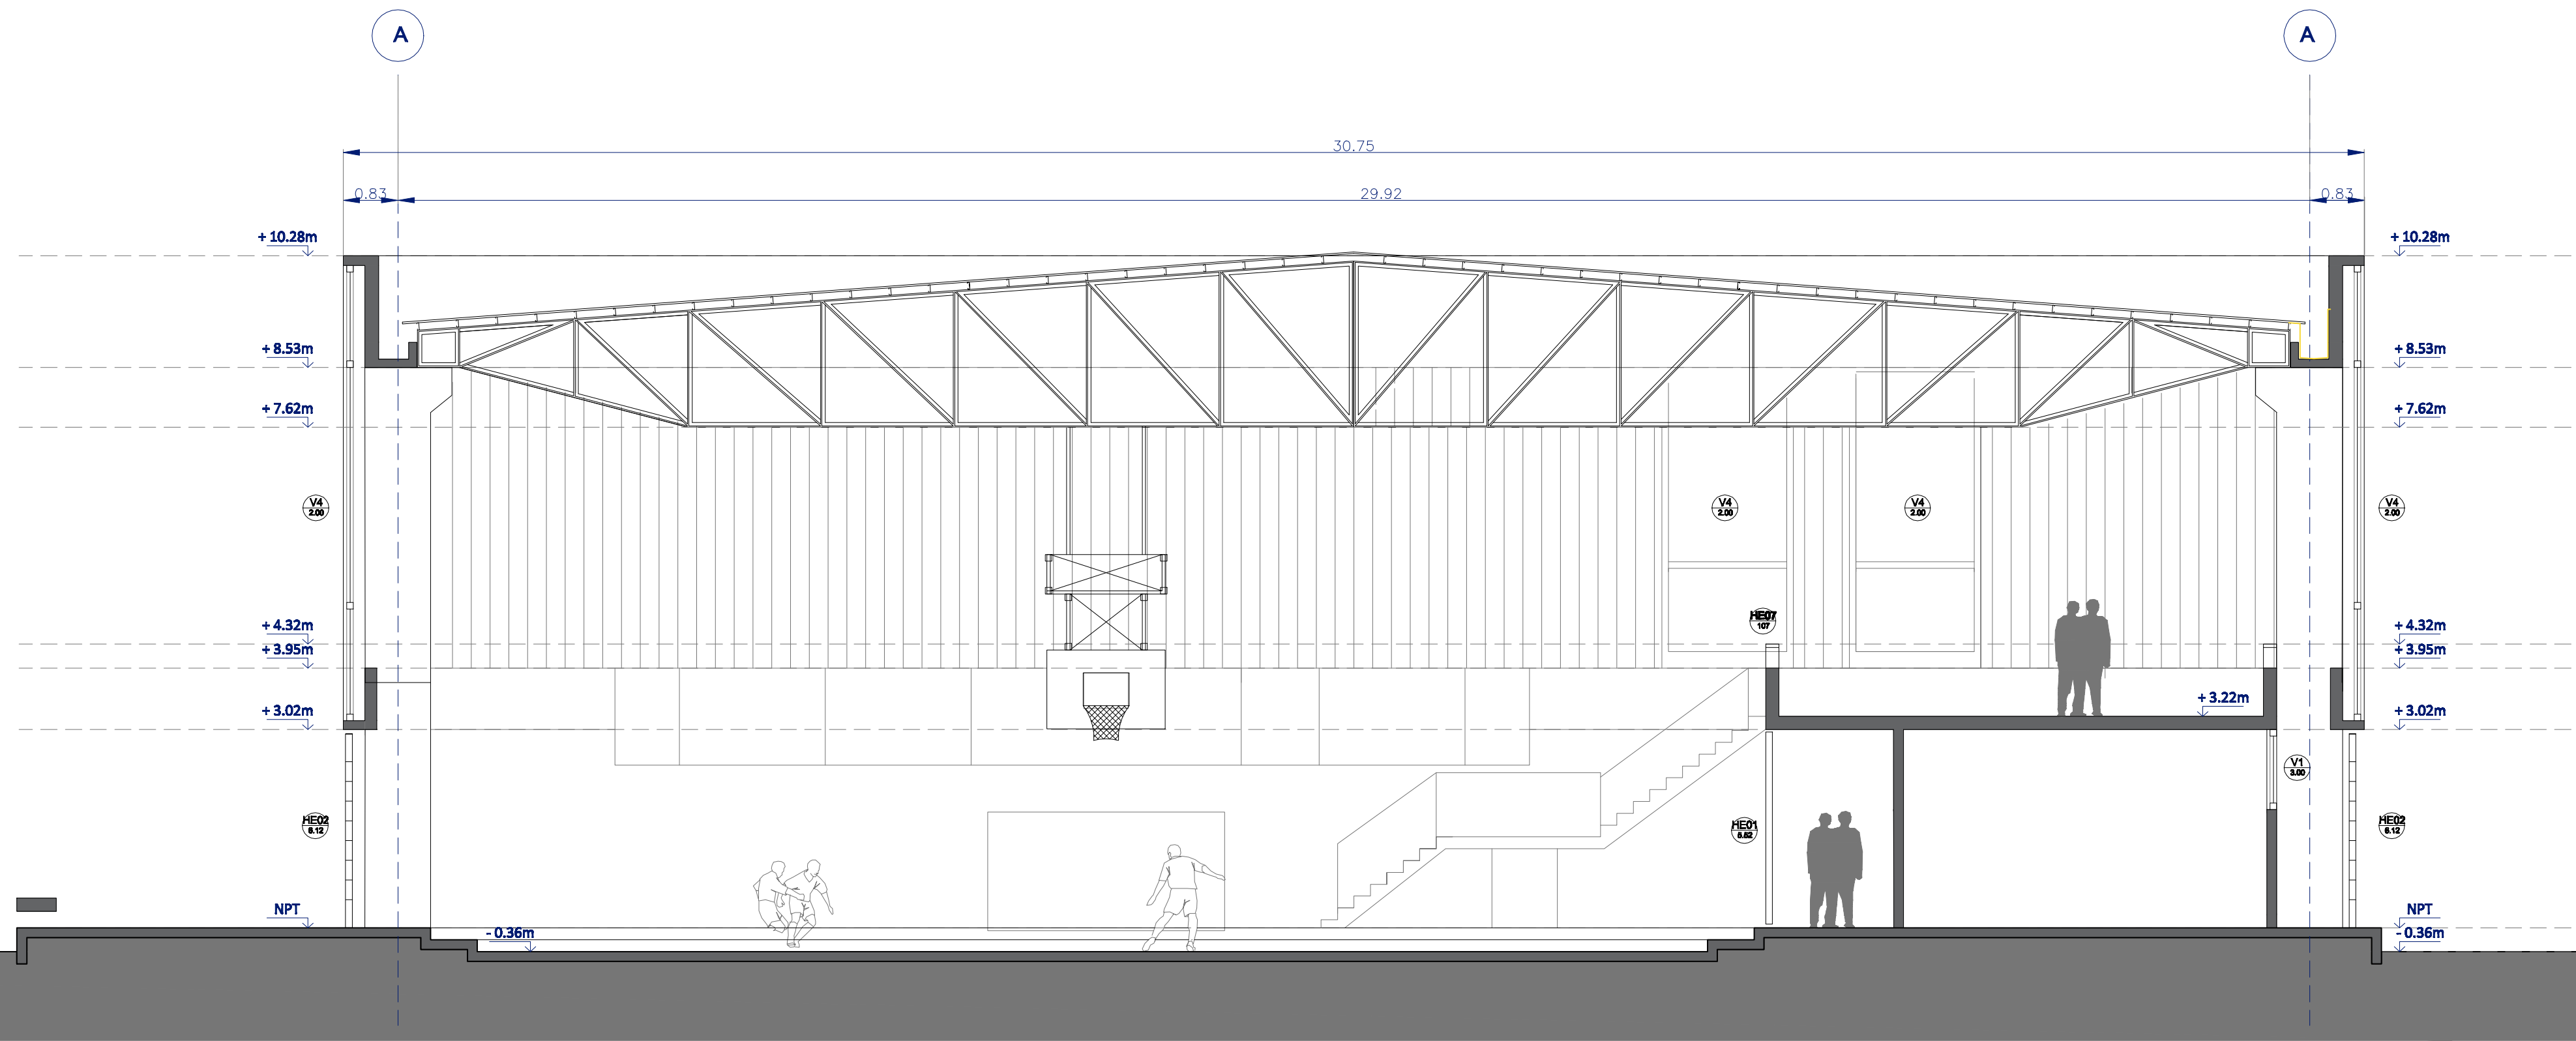 A
A
30.75
0.83
29.92
0.83
+ 10.28m
+ 10.28m
+ 8.53m
+ 8.53m
+ 7.62m
+ 7.62m
V4
2.00
V4
2.00
V4
2.00
V4
2.00
HE07
107
+ 4.32m
+ 4.32m
+ 3.95m
+ 3.95m
+ 3.22m
+ 3.02m
+ 3.02m
V1
3.00
HE02
6.12
HE01
5.52
HE02
6.12
NPT
NPT
- 0.36m
- 0.36m